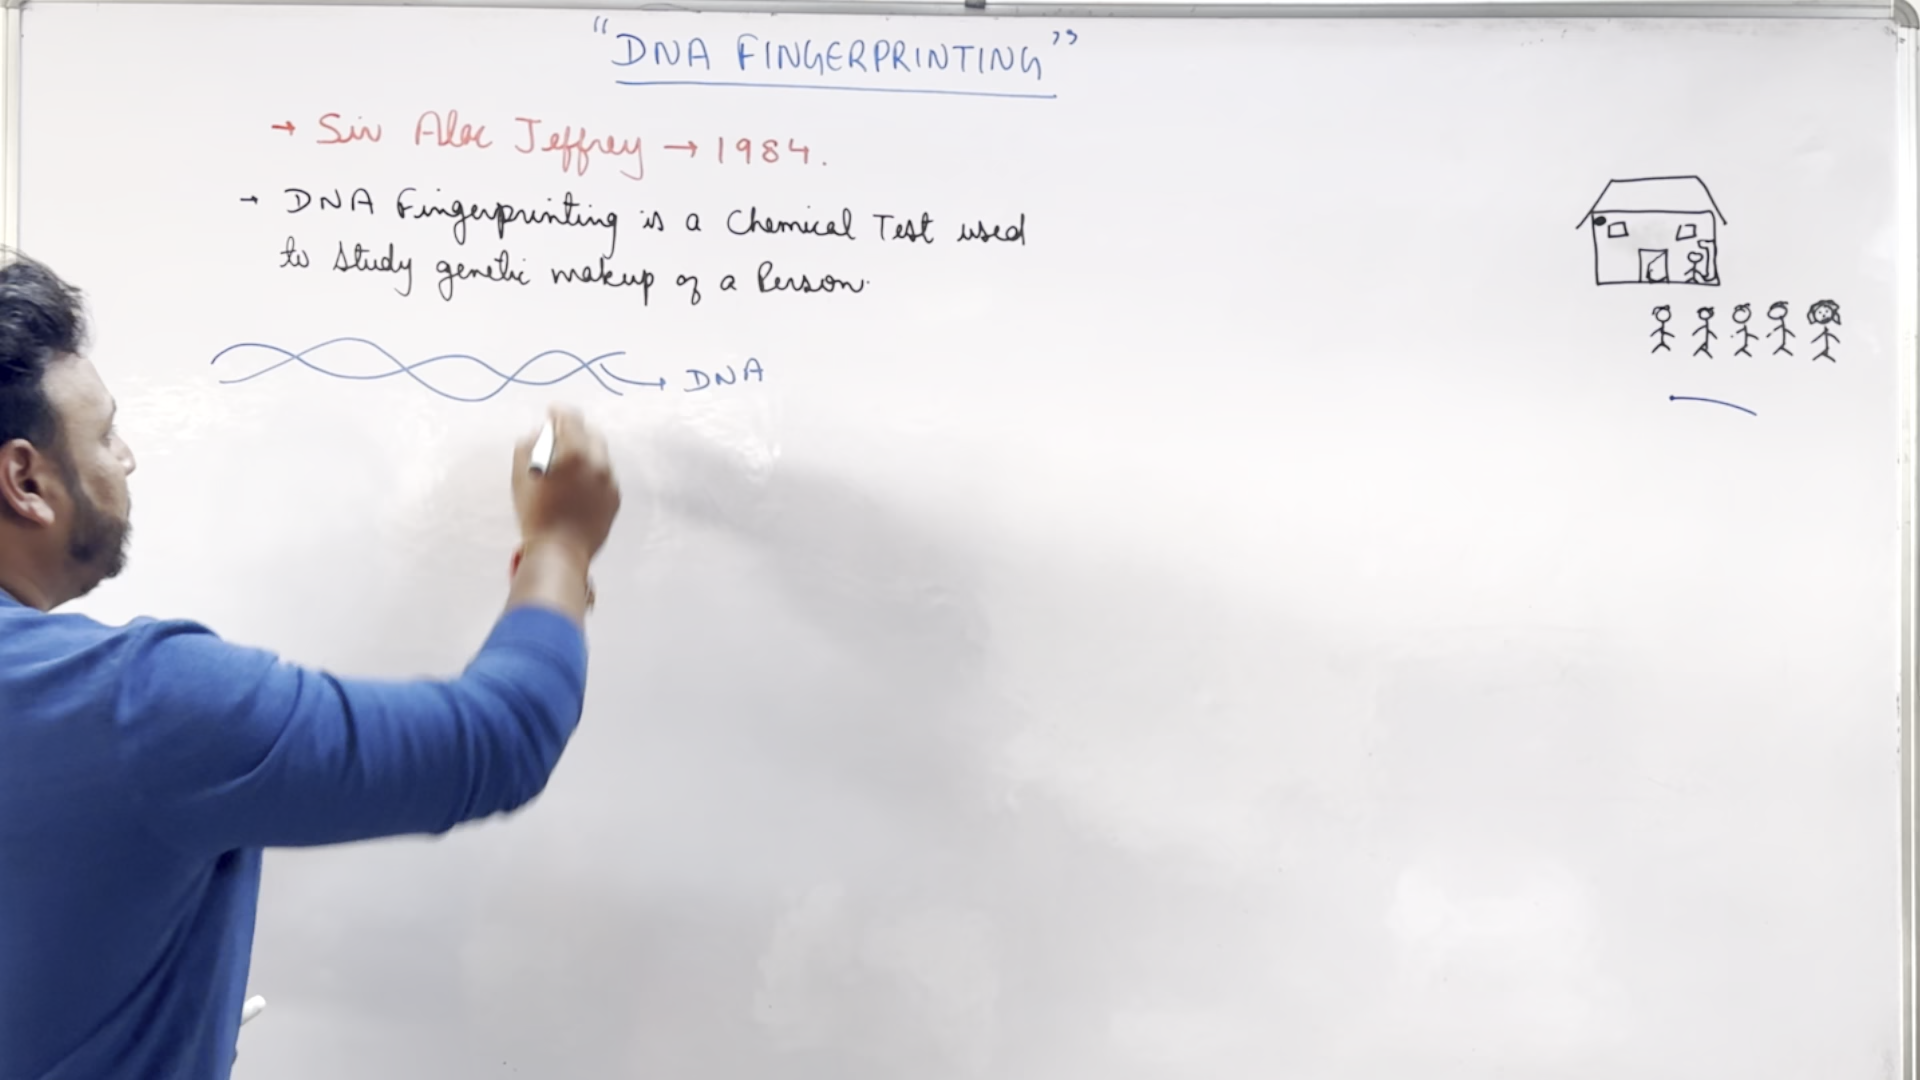 "DNA FINGERPRINTING"
→ Sir Alec Jeffrey → 1984.
→ DNA Fingerprinting is a Chemical Test used
to study genetic makeup of a Person.
→ DNA